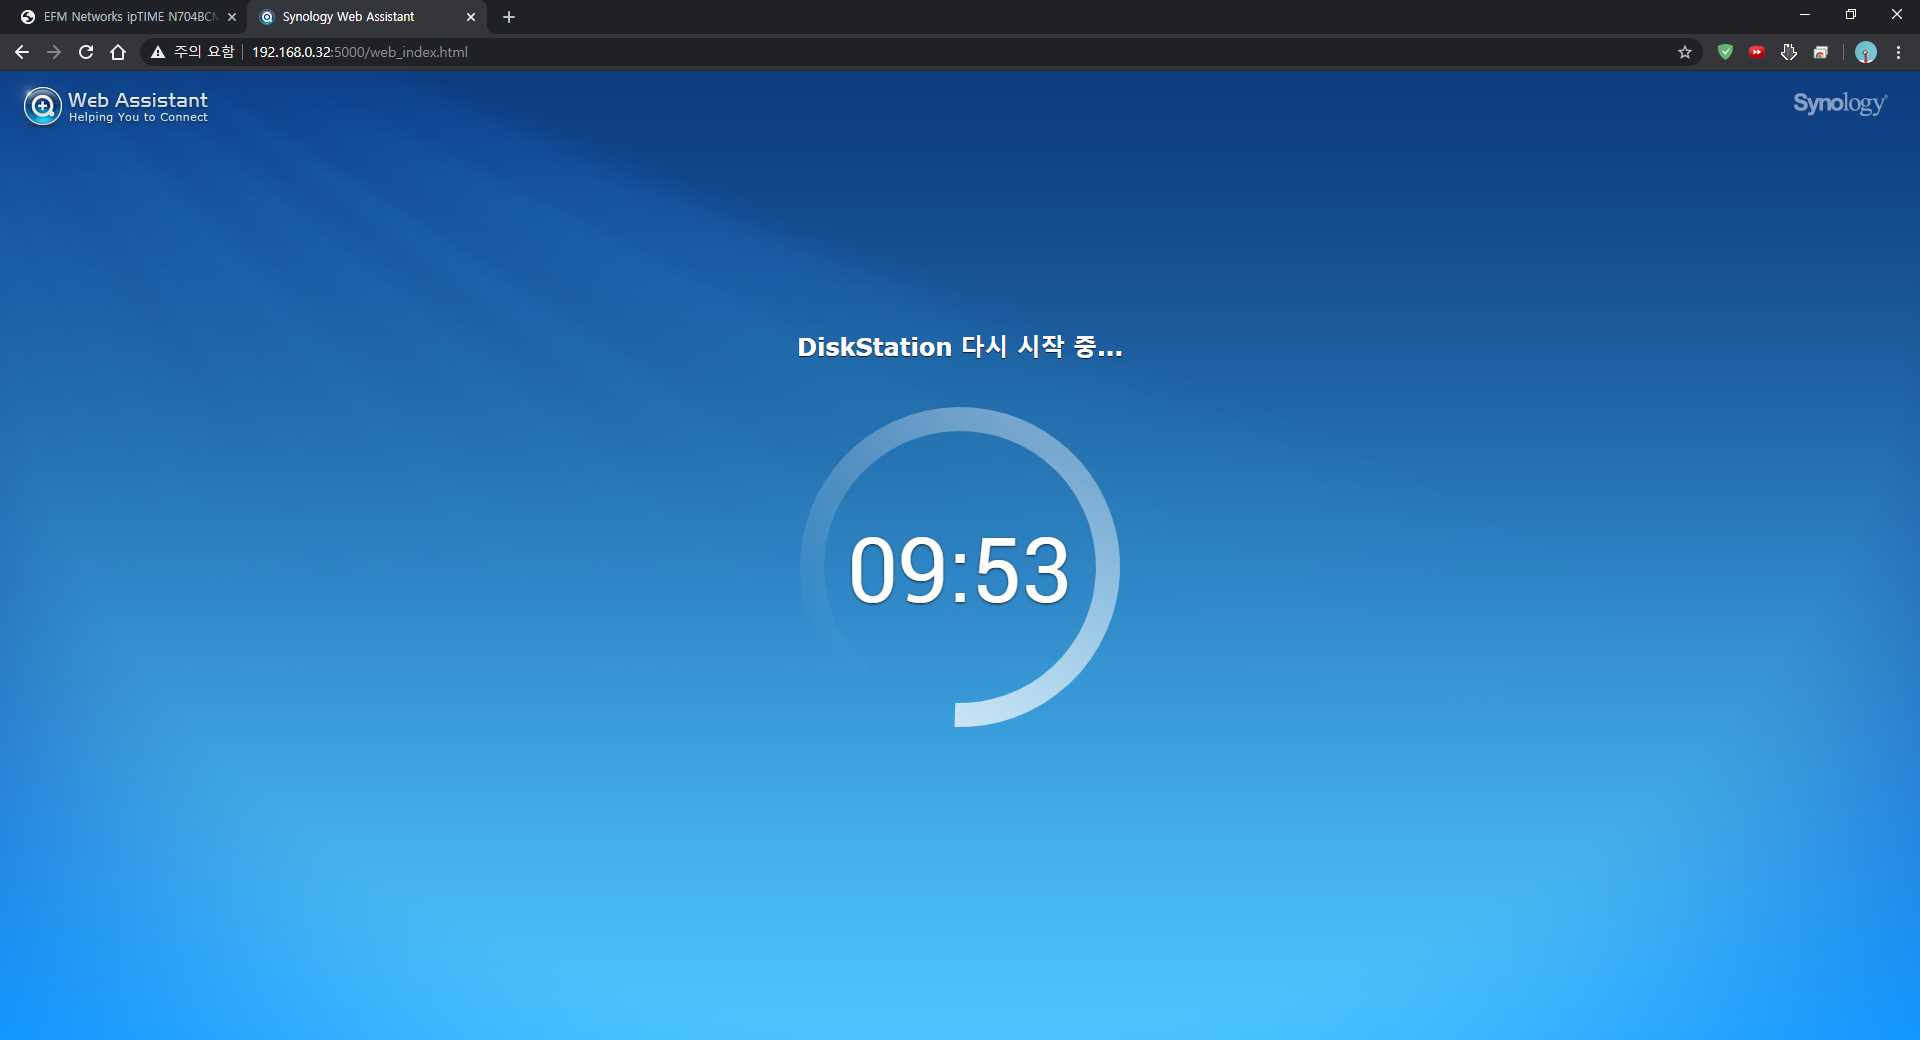 EFM Networks ipTIME N704BCM
Synology Web Assistant
주의 요함
192.168.0.32:5000/web_index.html
Web Assistant
Helping You to Connect
Synology
DiskStation 다시 시작 중...
09:53